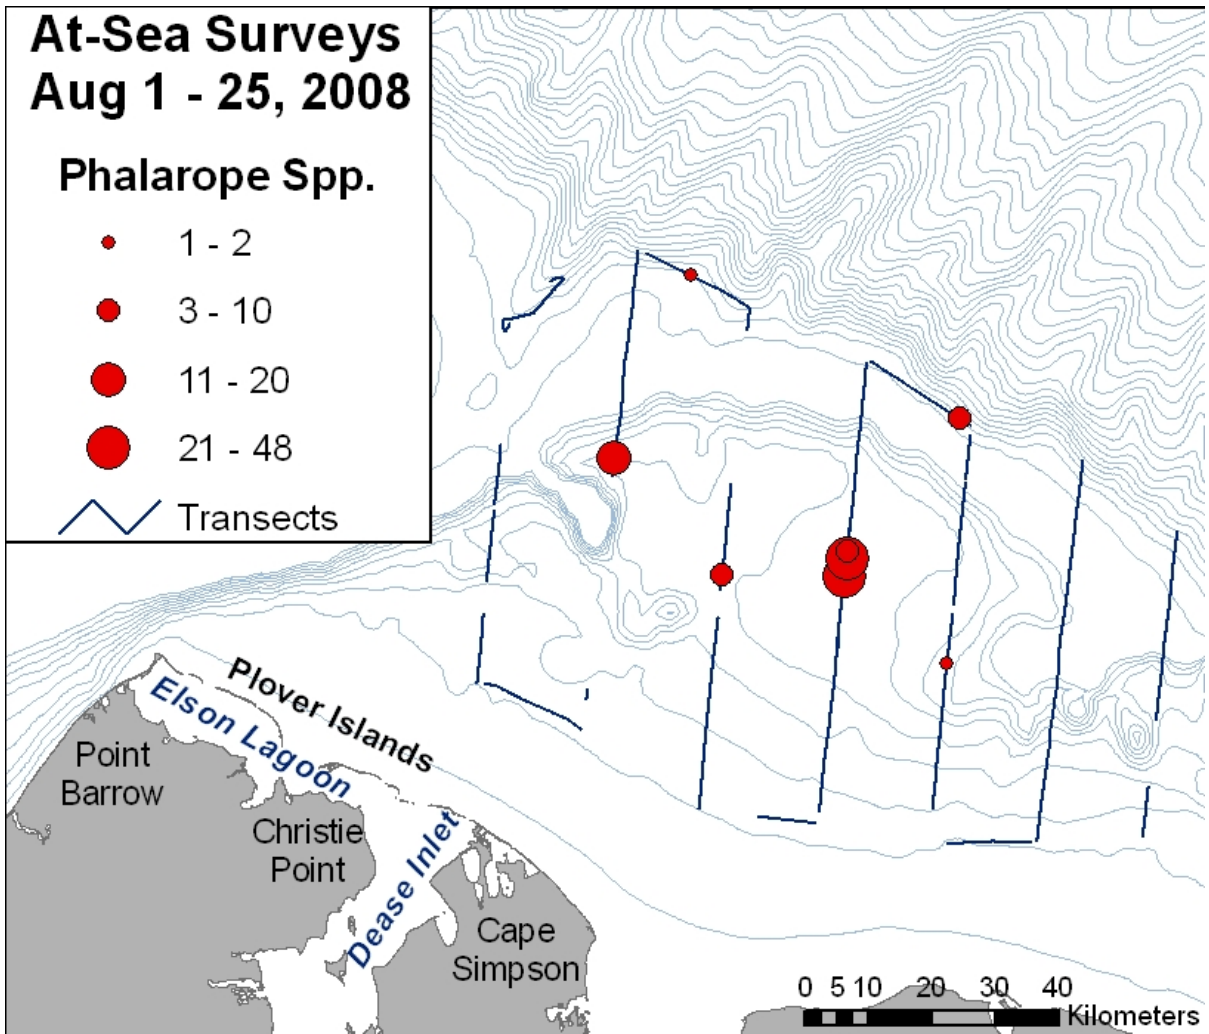 At-Sea Surveys
Aug 1 - 25, 2008
Phalarope Spp.
1 - 2
3 - 10
11 - 20
21 - 48
Transects
Plover Islands
Elson Lagoon
Point
Barrow
Christie
Point
Dease Inlet
Cape
Simpson
0 5 10 20 30 40
Kilometers